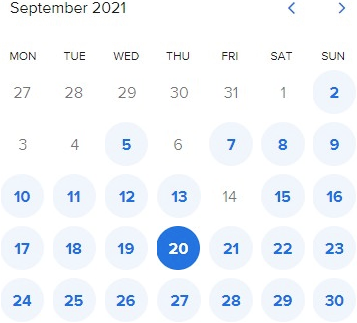 September 2021
MON TUE WED THU FRI SAT SUN
27 28 29 30 31 1 2
3 4 5 6 7 8 9
10 11 12 13 14 15 16
17 18 19 20 21 22 23
24 25 26 27 28 29 30